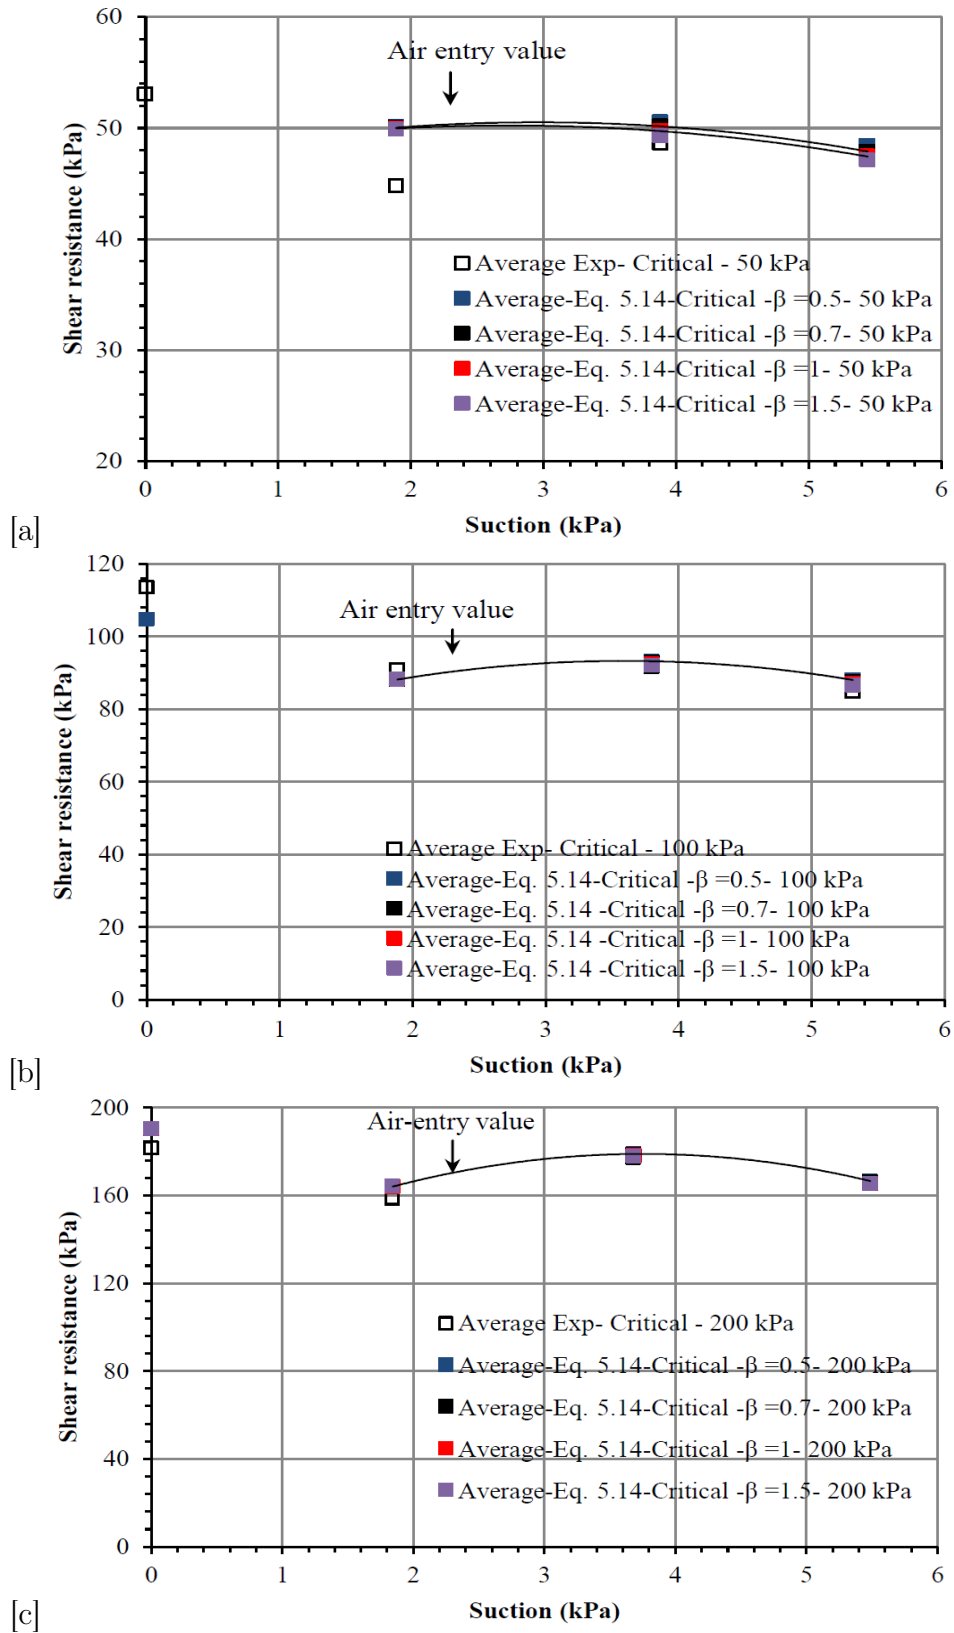 60
Air entry value
50
40
Average Exp- Critical - 50 kPa
Average-Eq. 5.14-Critical -β =0.5- 50 kPa
Average-Eq. 5.14-Critical -β =0.7- 50 kPa
30
Average-Eq. 5.14-Critical -β =1- 50 kPa
Average-Eq. 5.14-Critical -β =1.5- 50 kPa
20
Shear resistance (kPa)
0 1 2 3 4 5 6
Suction (kPa)
[a]
120
Air entry value
100
80
60
40
Average Exp- Critical - 100 kPa
Average-Eq. 5.14-Critical -β =0.5- 100 kPa
Average-Eq. 5.14 -Critical -β =0.7- 100 kPa
20
Average-Eq. 5.14 -Critical -β =1- 100 kPa
Average-Eq. 5.14 -Critical -β =1.5- 100 kPa
0
Shear resistance (kPa)
0 1 2 3 4 5 6
Suction (kPa)
[b]
200
Air-entry value
160
120
Average Exp- Critical - 200 kPa
80
Average-Eq. 5.14-Critical -β =0.5- 200 kPa
Average-Eq. 5.14-Critical -β =0.7- 200 kPa
40
Average-Eq. 5.14-Critical -β =1- 200 kPa
Average-Eq. 5.14-Critical -β =1.5- 200 kPa
0
Shear resistance (kPa)
0 1 2 3 4 5 6
Suction (kPa)
[c]